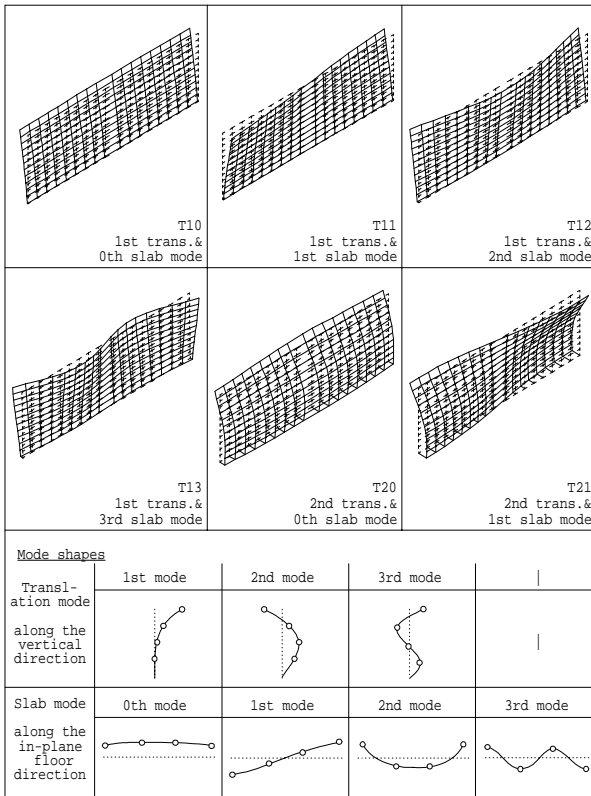 T10
1st trans.&
0th slab mode
T11
1st trans.&
1st slab mode
T12
1st trans.&
2nd slab mode
T13
1st trans.&
3rd slab mode
T20
2nd trans.&
0th slab mode
T21
2nd trans.&
1st slab mode
Mode shapes
Transl-
ation mode
along the
vertical
direction
1st mode
2nd mode
3rd mode
Slab mode
along the
in-plane
floor
direction
0th mode
1st mode
2nd mode
3rd mode